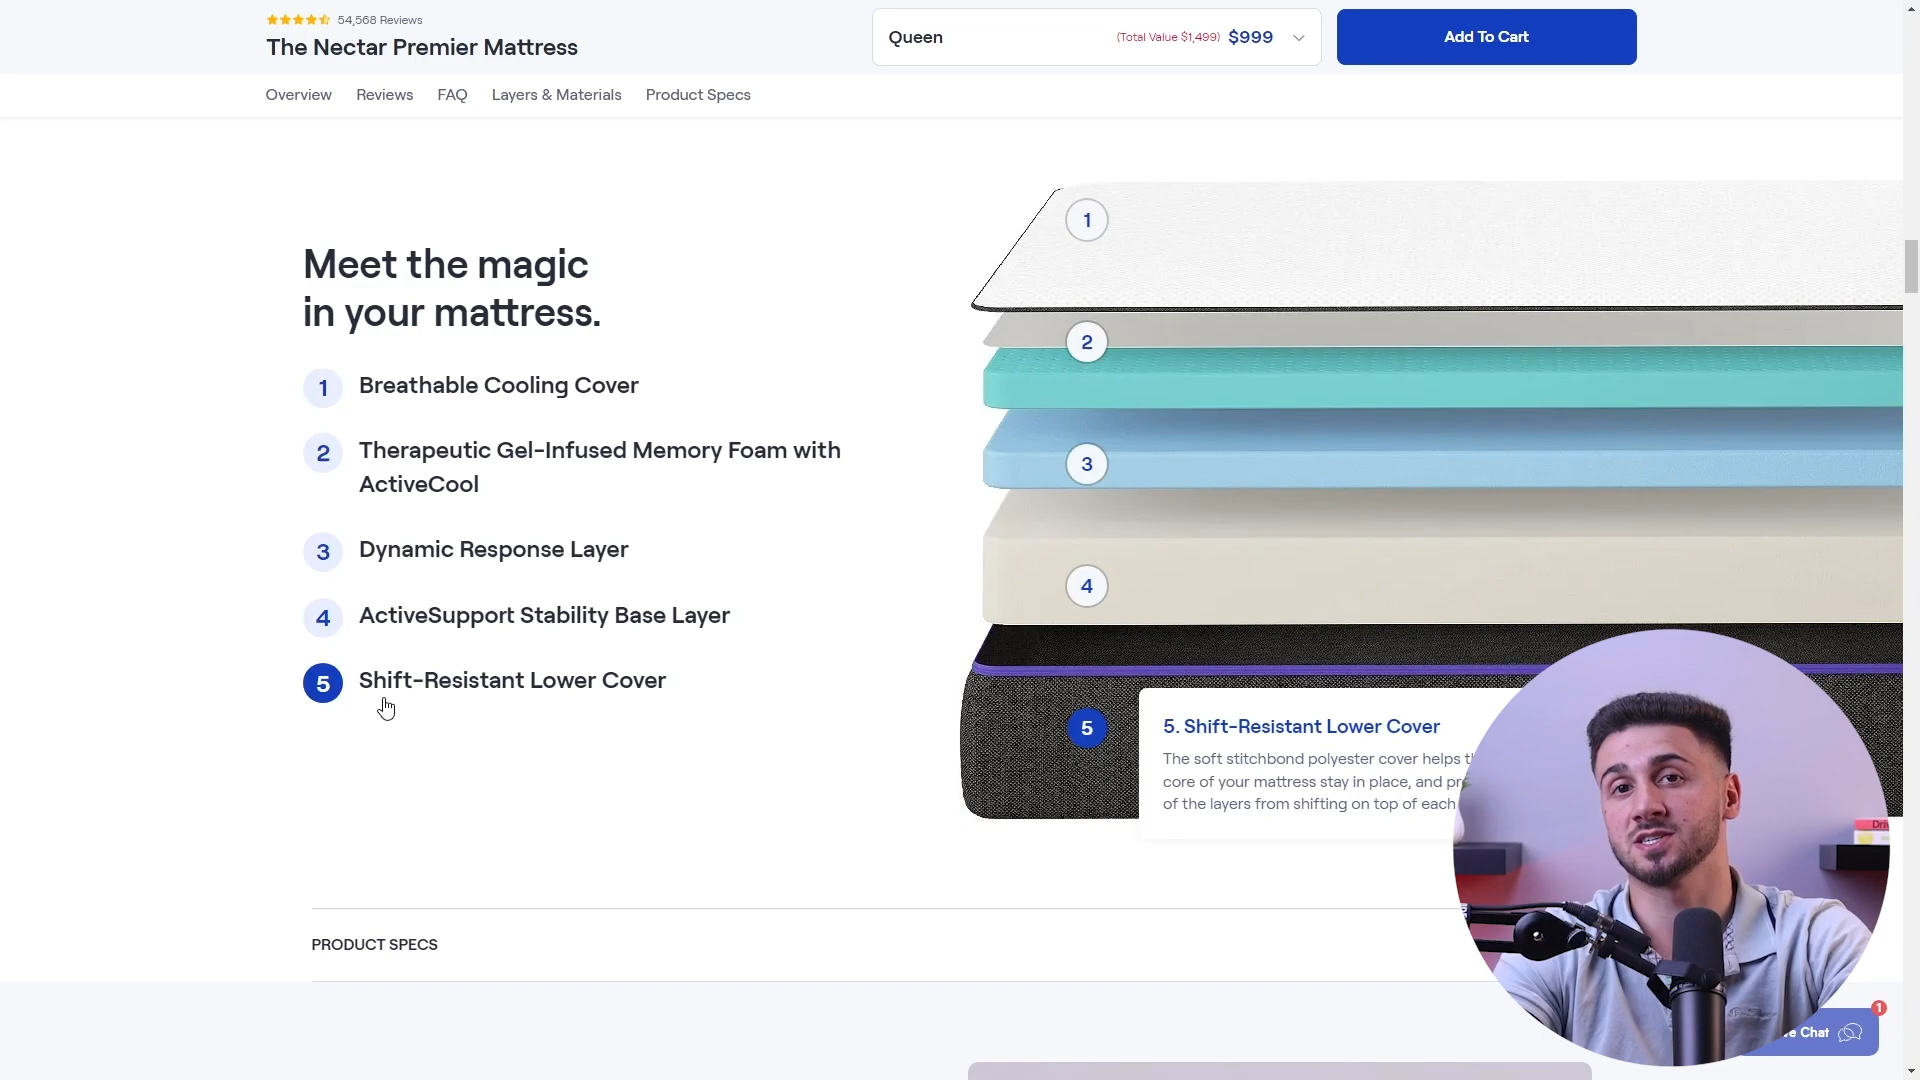 54,568 Reviews
The Nectar Premier Mattress
Queen
(Total Value $1,499) $999
Add To Cart
Overview Reviews FAQ Layers & Materials Product Specs
Meet the magic
in your mattress.
1 Breathable Cooling Cover
2 Therapeutic Gel-Infused Memory Foam with
ActiveCool
3 Dynamic Response Layer
4 ActiveSupport Stability Base Layer
5 Shift-Resistant Lower Cover
1
2
3
4
5
5. Shift-Resistant Lower Cover
The soft stitchbond polyester cover helps
core of your mattress stay in place, and
of the layers from shifting on top of each
PRODUCT SPECS
1
Chat